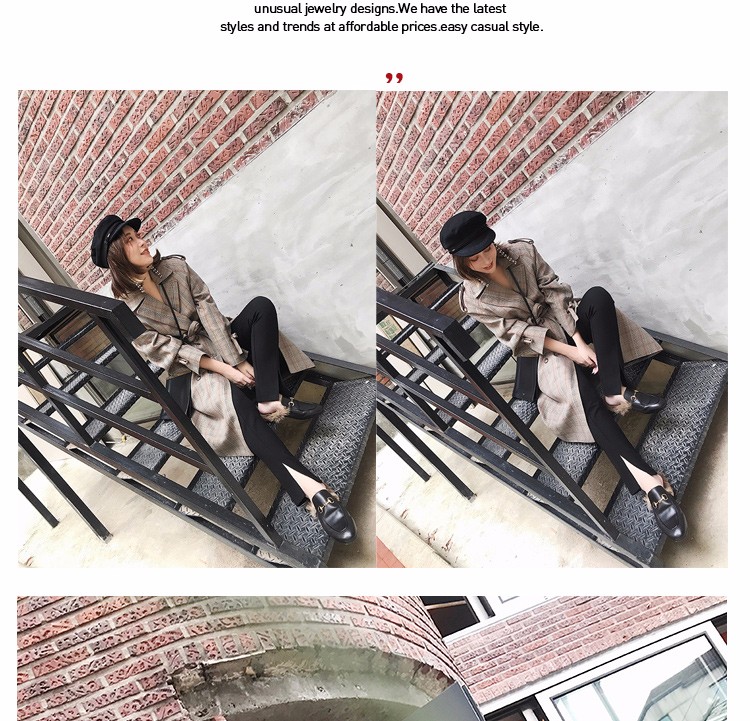 unusual jewelry designs.We have the latest
styles and trends at affordable prices.easy casual style.
”